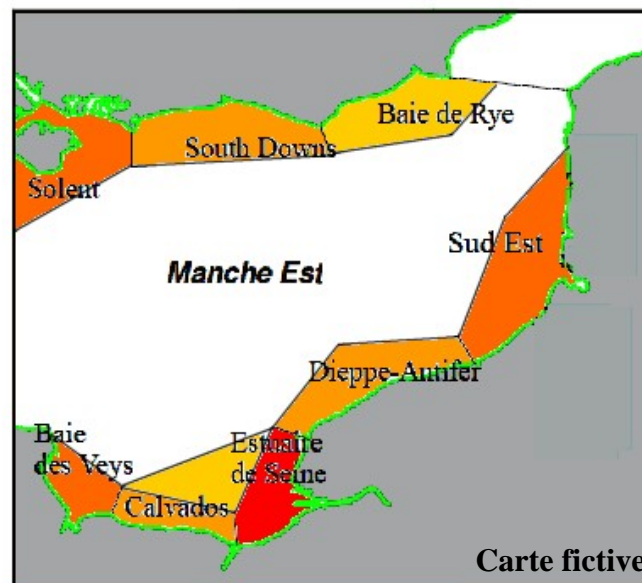 Baie de Rye
South Downs
Solent
Sud Est
Manche Est
Dieppe-Antifer
Baie
des Veys
Estuaire
de Seine
Calvados
Carte fictive